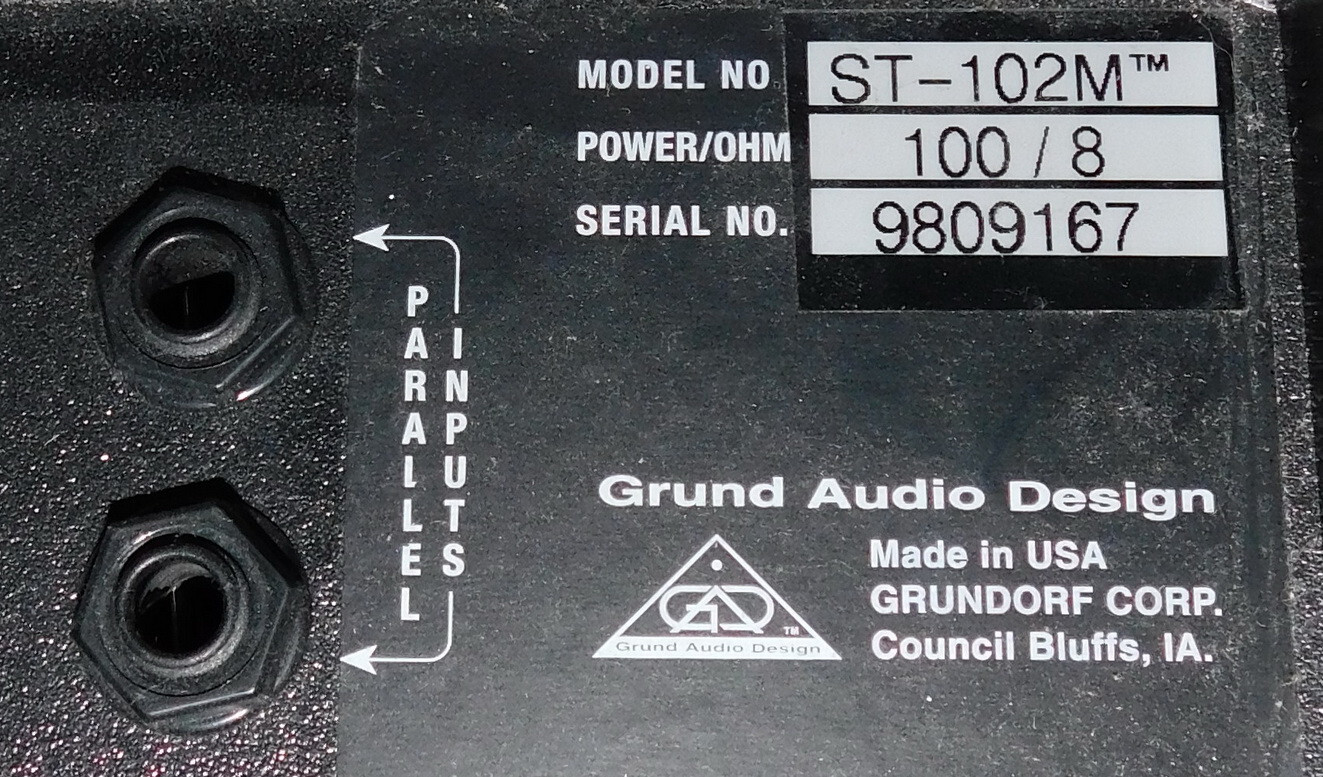 MODEL NO ST-102M™
POWER/OHM 100 / 8
SERIAL NO. 9809167
PARALLEL
INPUTS
Grund Audio Design
GAD™
Grund Audio Design
Made in USA
GRUNDORF CORP.
Council Bluffs, IA.